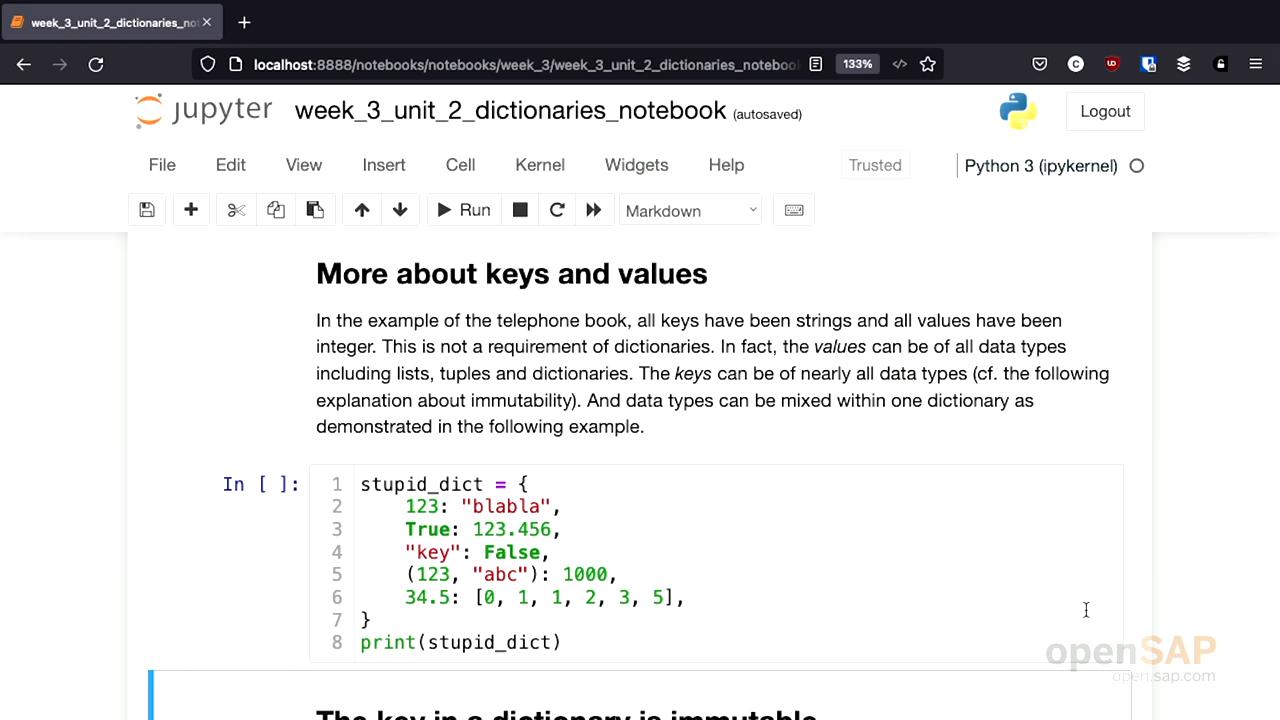 week_3_unit_2_dictionaries_no
localhost:8888/notebooks/notebooks/week_3/week_3_unit_2_dictionaries_noteboo
133%
jupyter week_3_unit_2_dictionaries_notebook (autosaved)
Logout
File Edit View Insert Cell Kernel Widgets Help
Trusted
Python 3 (ipykernel)
Run
Markdown
More about keys and values
In the example of the telephone book, all keys have been strings and all values have been
integer. This is not a requirement of dictionaries. In fact, the values can be of all data types
including lists, tuples and dictionaries. The keys can be of nearly all data types (cf. the following
explanation about immutability). And data types can be mixed within one dictionary as
demonstrated in the following example.
In [ ]:
1 stupid_dict = {
2     123: "blabla",
3     True: 123.456,
4     "key": False,
5     (123, "abc"): 1000,
6     34.5: [0, 1, 1, 2, 3, 5],
7 }
8 print(stupid_dict)
openSAP
open.sap.com
The key in a dictionary is immutable